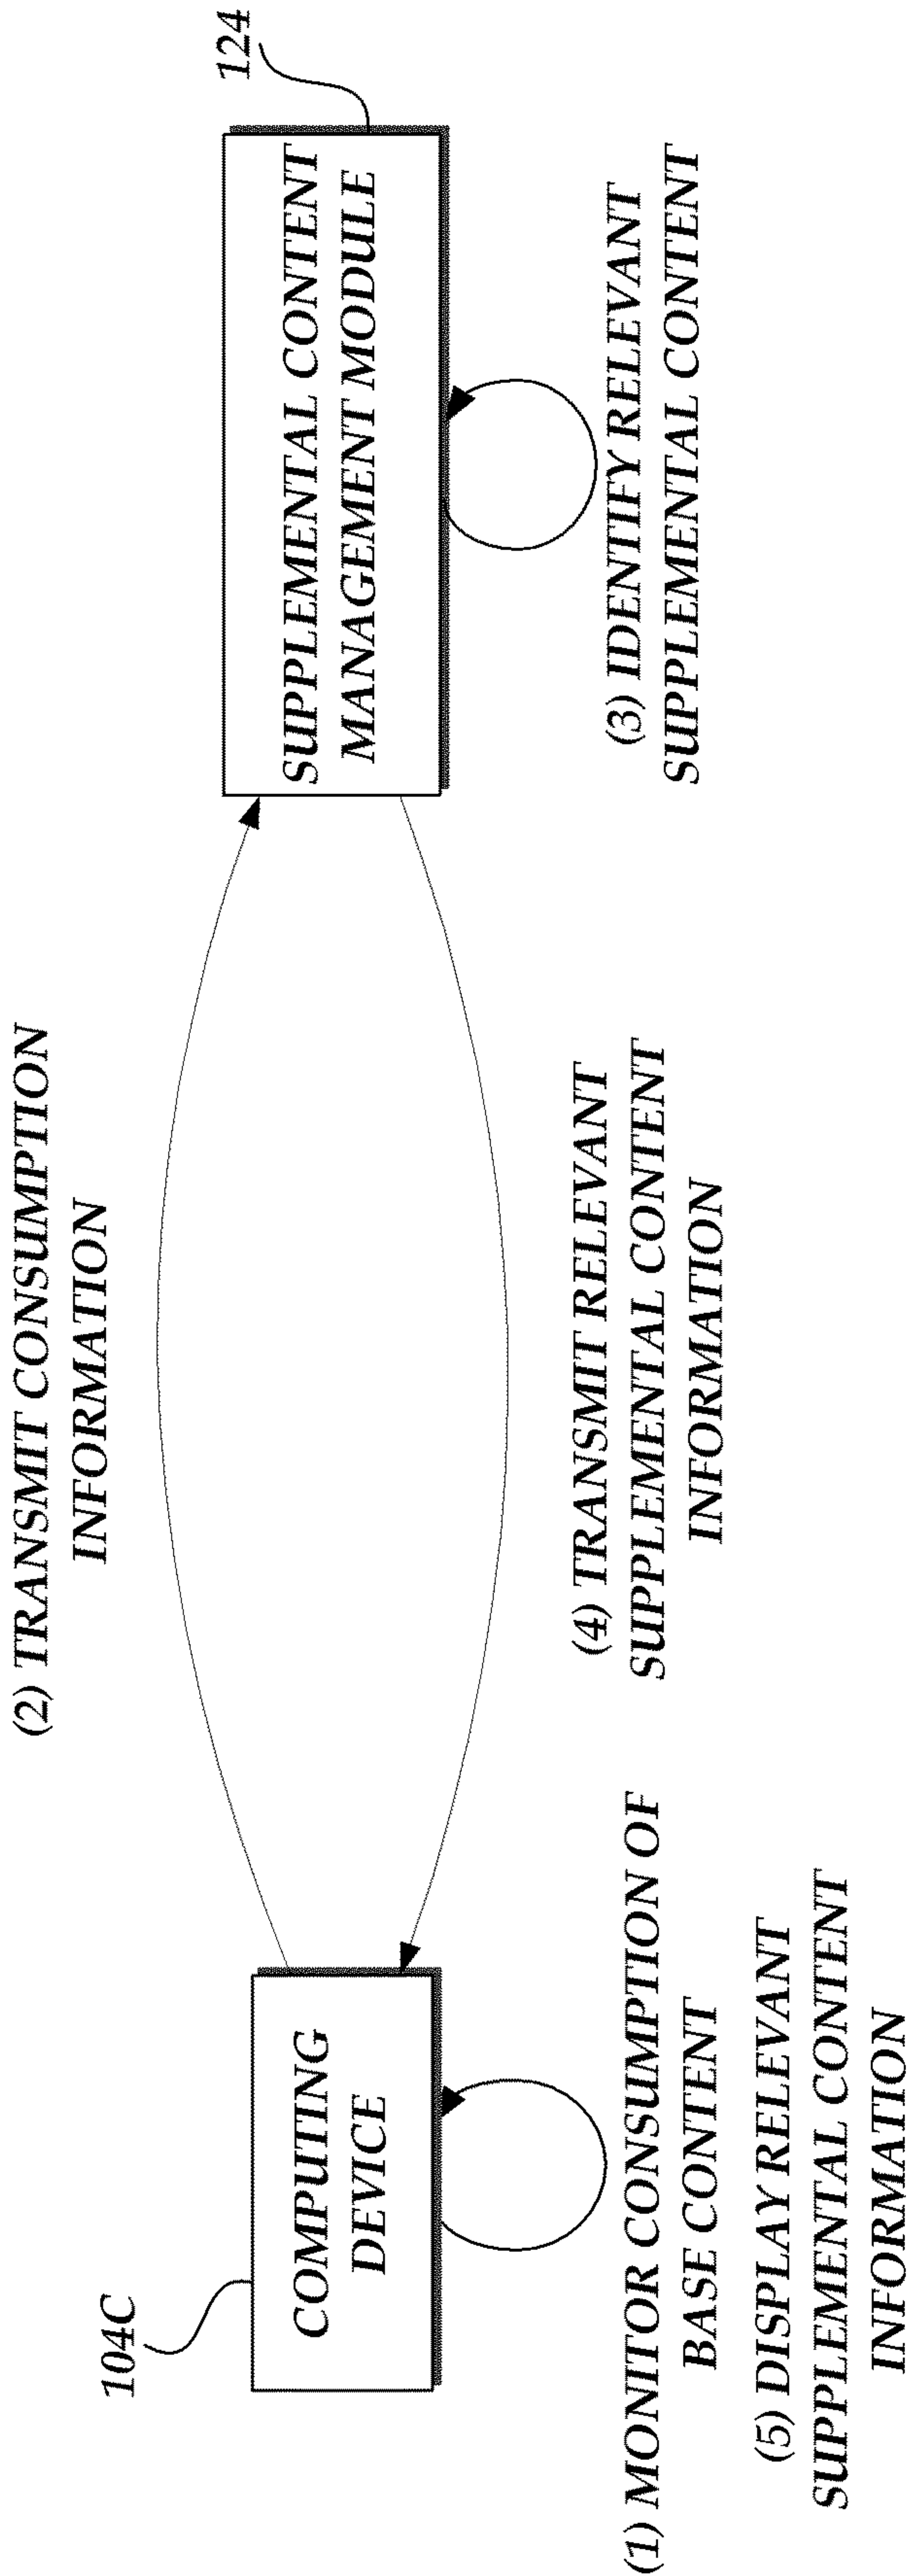 (2) TRANSMIT CONSUMPTION
INFORMATION
104C
124
COMPUTING
DEVICE
SUPPLEMENTAL CONTENT
MANAGEMENT MODULE
(1) MONITOR CONSUMPTION OF
BASE CONTENT
(5) DISPLAY RELEVANT
SUPPLEMENTAL CONTENT
INFORMATION
(4) TRANSMIT RELEVANT
SUPPLEMENTAL CONTENT
INFORMATION
(3) IDENTIFY RELEVANT
SUPPLEMENTAL CONTENT